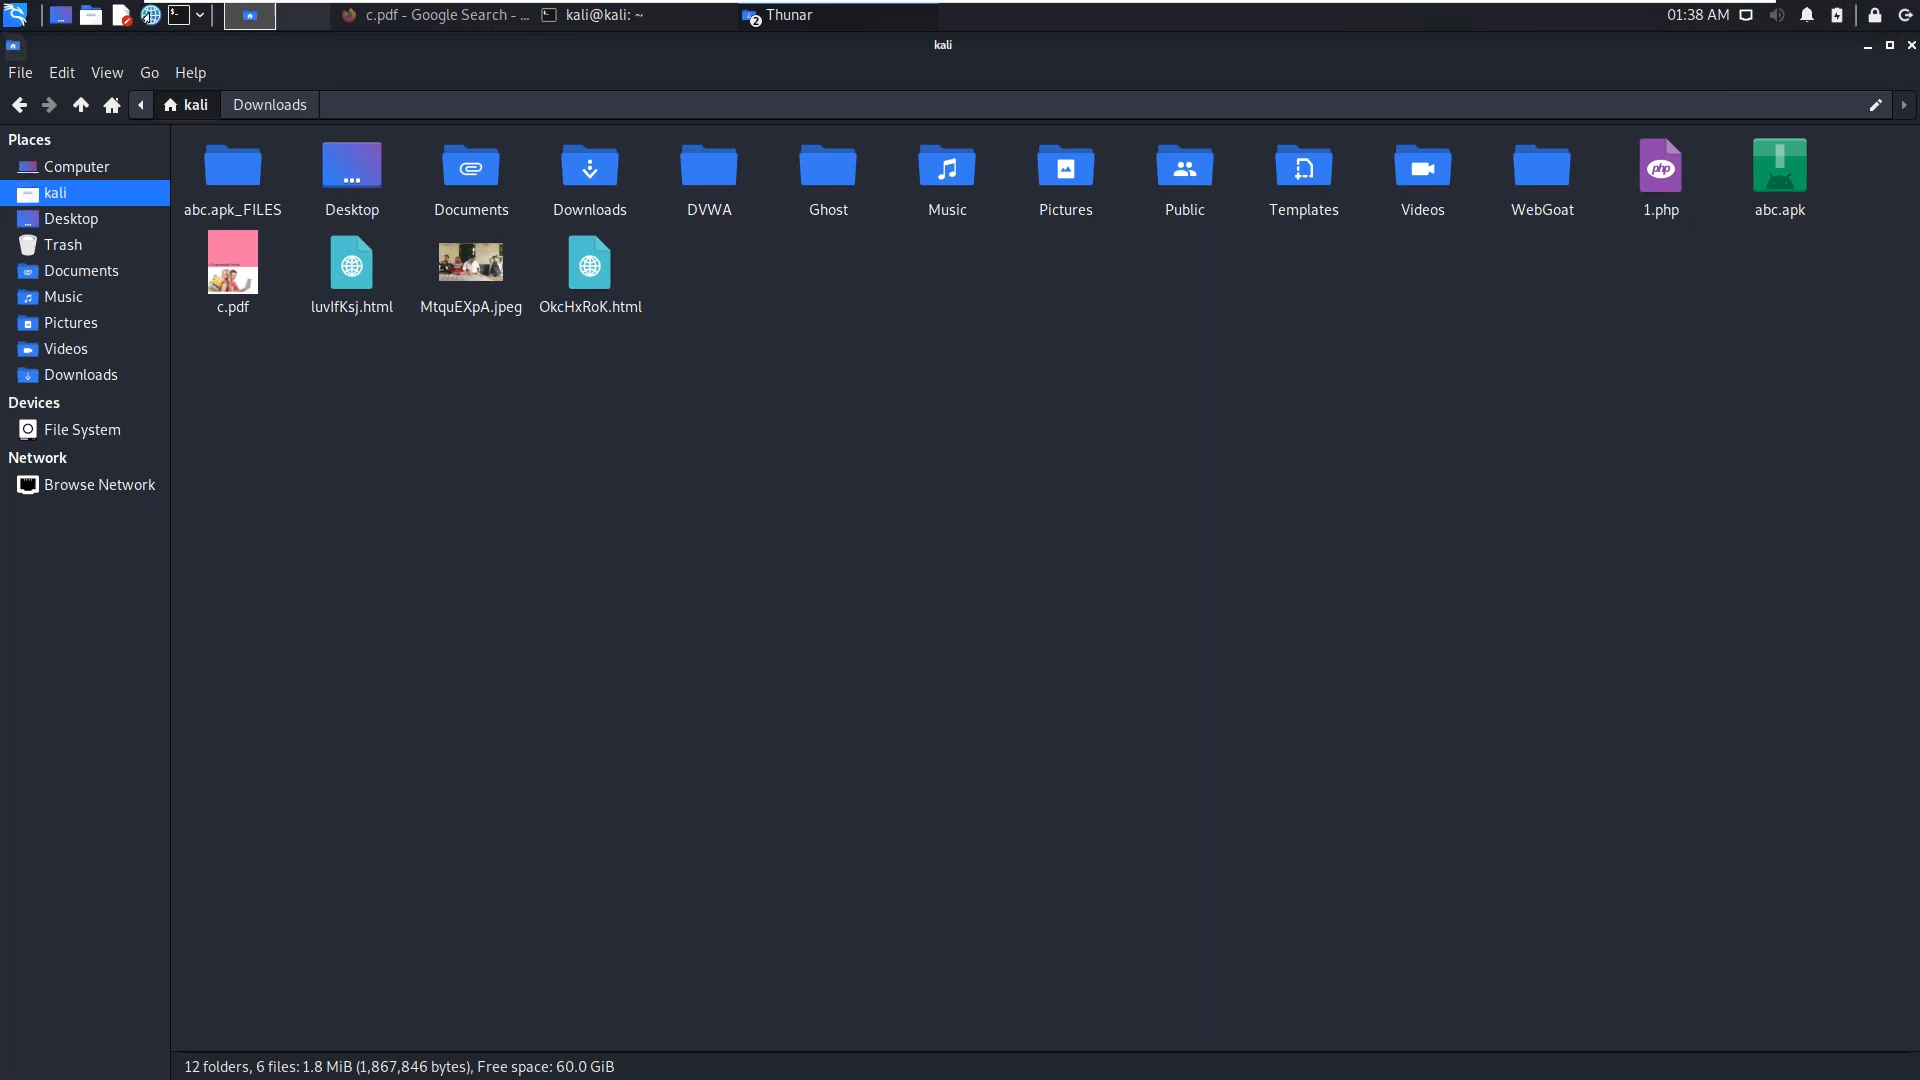 c.pdf - Google Search - ...
kali@kali: ~
2 Thunar
01:38 AM
kali
File Edit View Go Help
kali Downloads
Places
Computer
kali
Desktop
Trash
Documents
Music
Pictures
Videos
Downloads
Devices
File System
Network
Browse Network
abc.apk_FILES Desktop Documents Downloads DVWA Ghost Music Pictures Public Templates Videos WebGoat 1.php abc.apk
php
c.pdf luvIfKsj.html MtquEXpA.jpeg OkcHxRoK.html
12 folders, 6 files: 1.8 MiB (1,867,846 bytes), Free space: 60.0 GiB